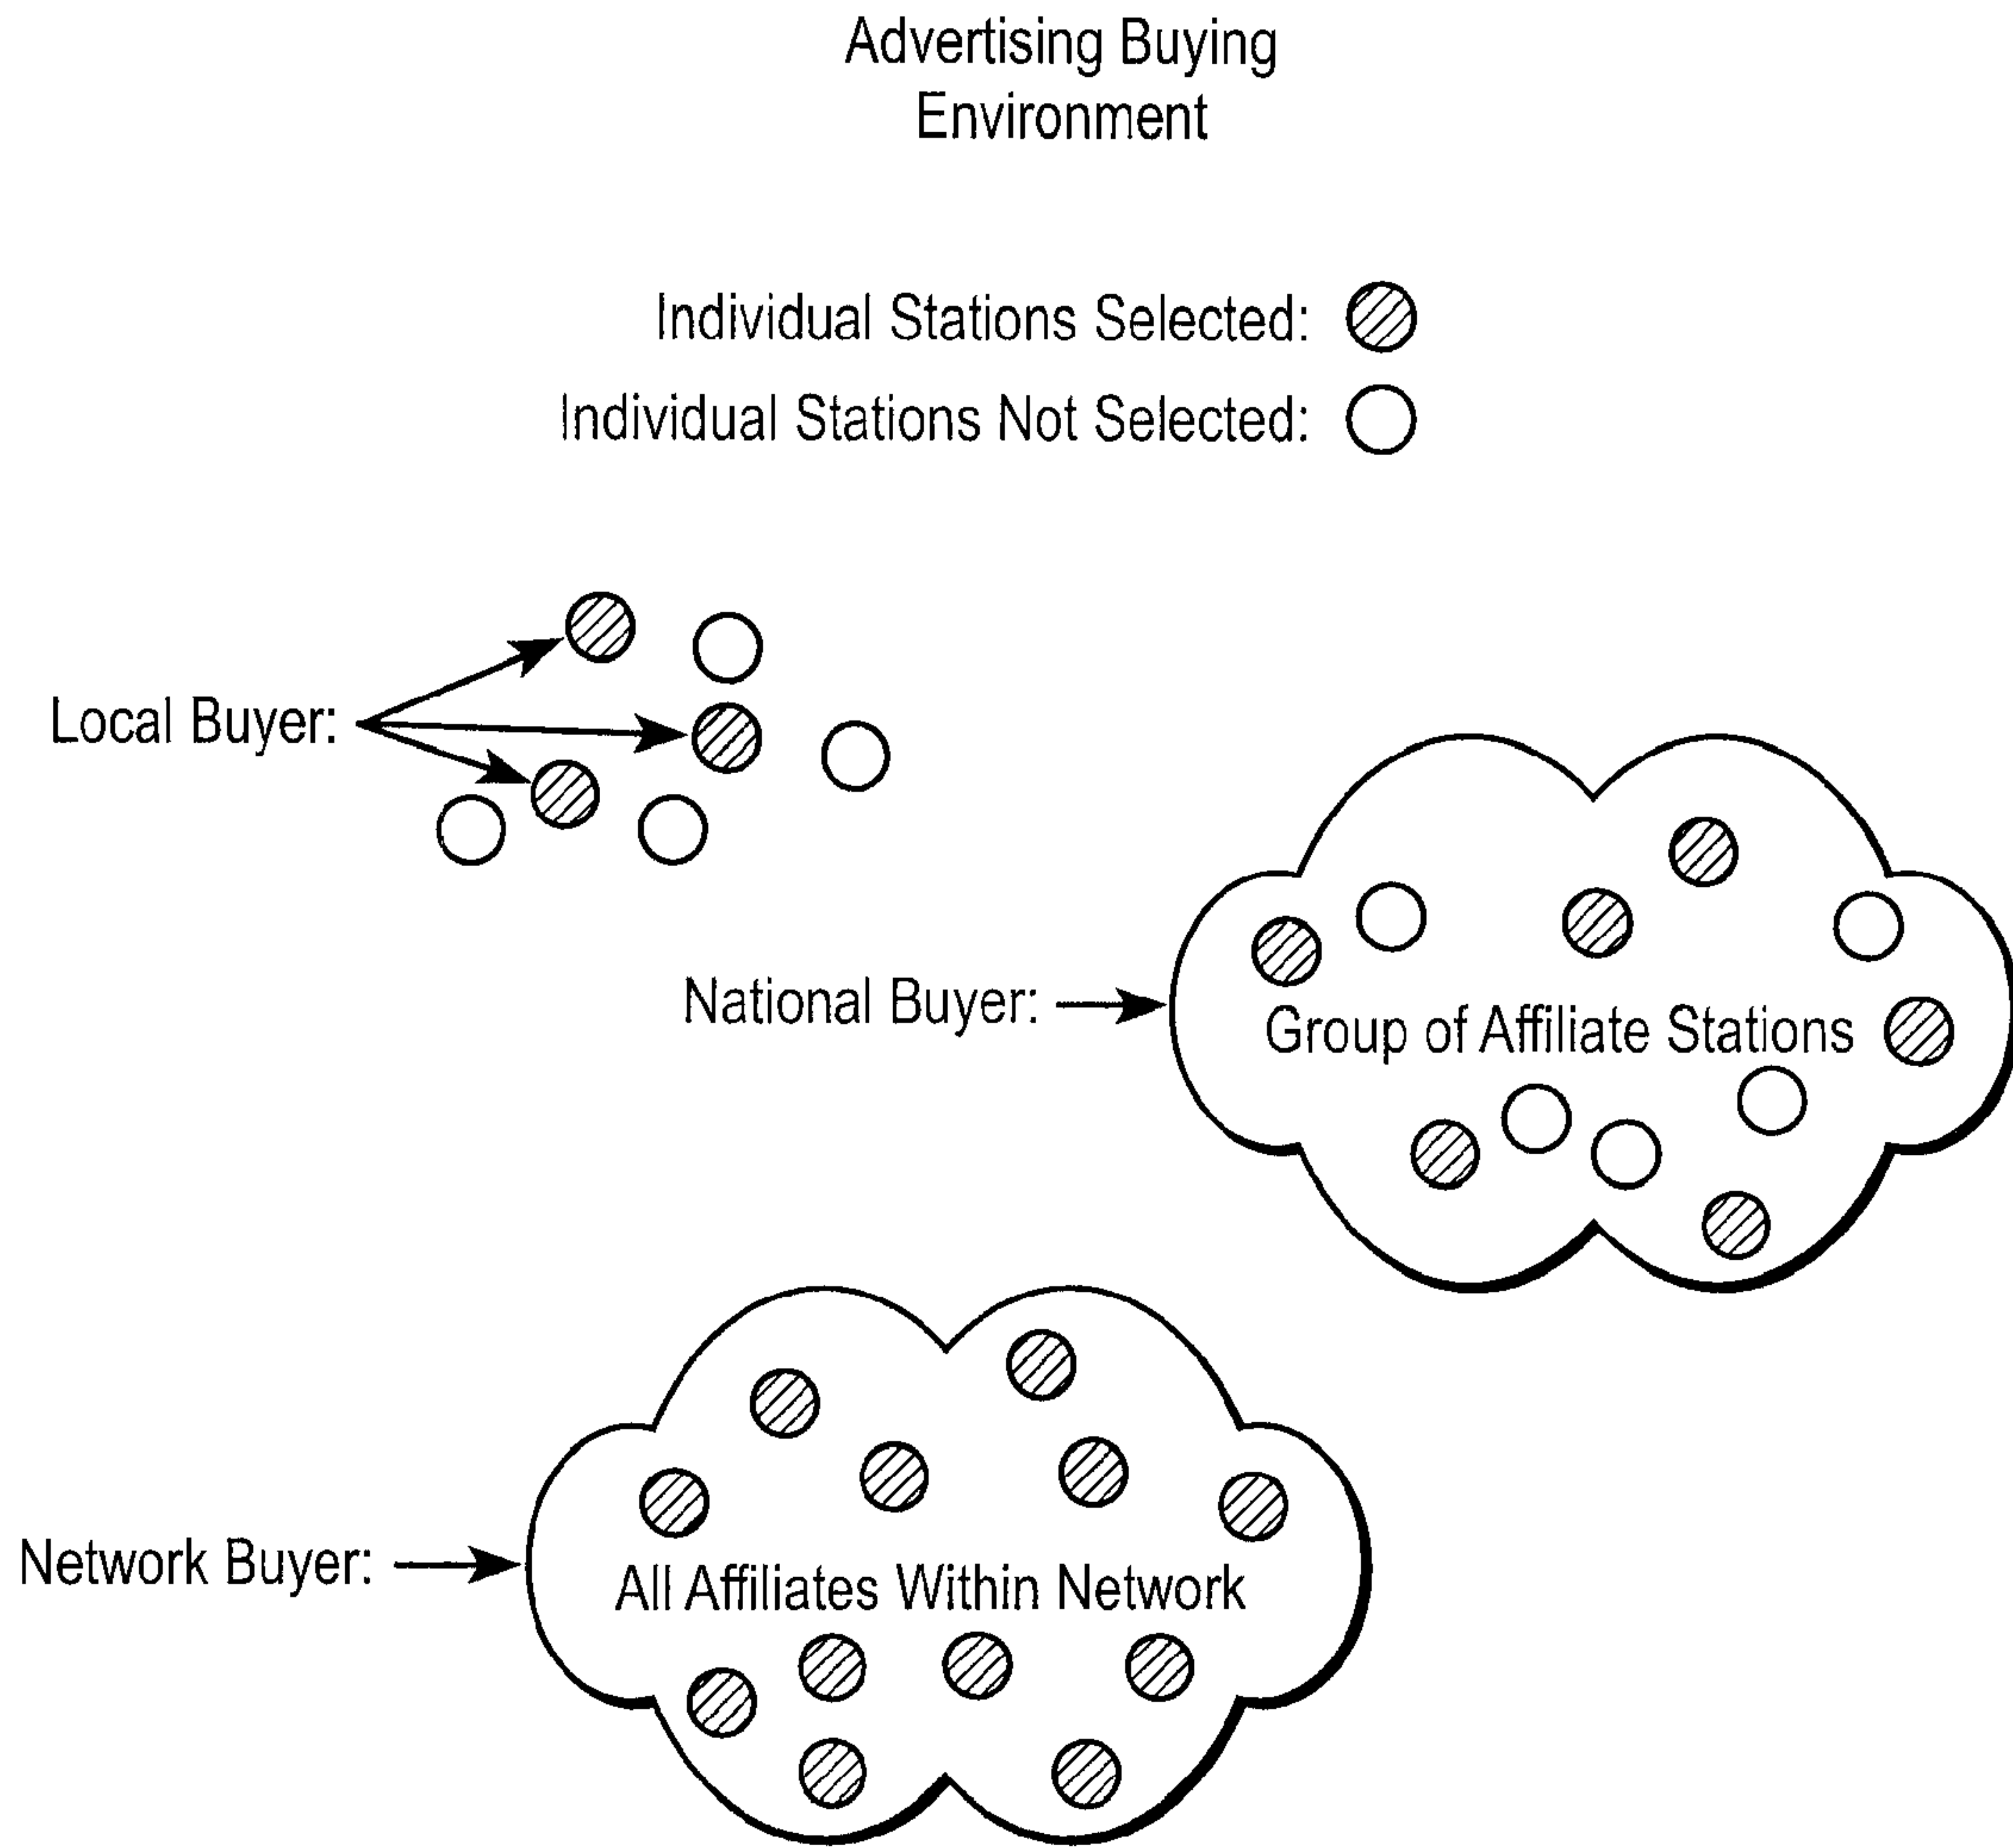 Advertising Buying
Environment
Individual Stations Selected:
Individual Stations Not Selected:
Local Buyer:
National Buyer:
Group of Affiliate Stations
Network Buyer:
All Affiliates Within Network